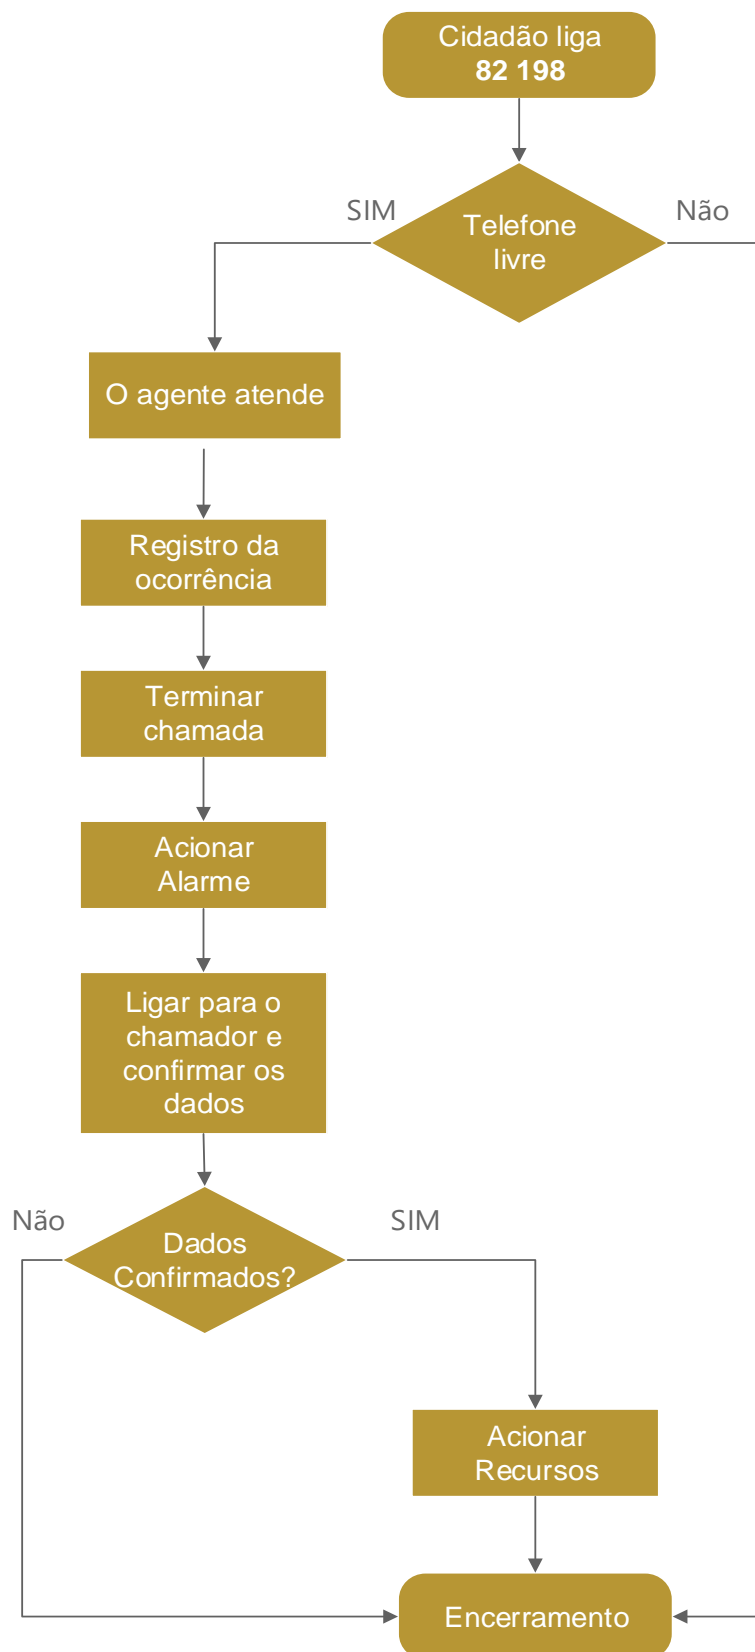 Cidadão liga
82 198
SIM
Não
Telefone
livre
O agente atende
Registro da
ocorrência
Terminar
chamada
Acionar
Alarme
Ligar para o
chamador e
confirmar os
dados
Não
SIM
Dados
Confirmados?
Acionar
Recursos
Encerramento